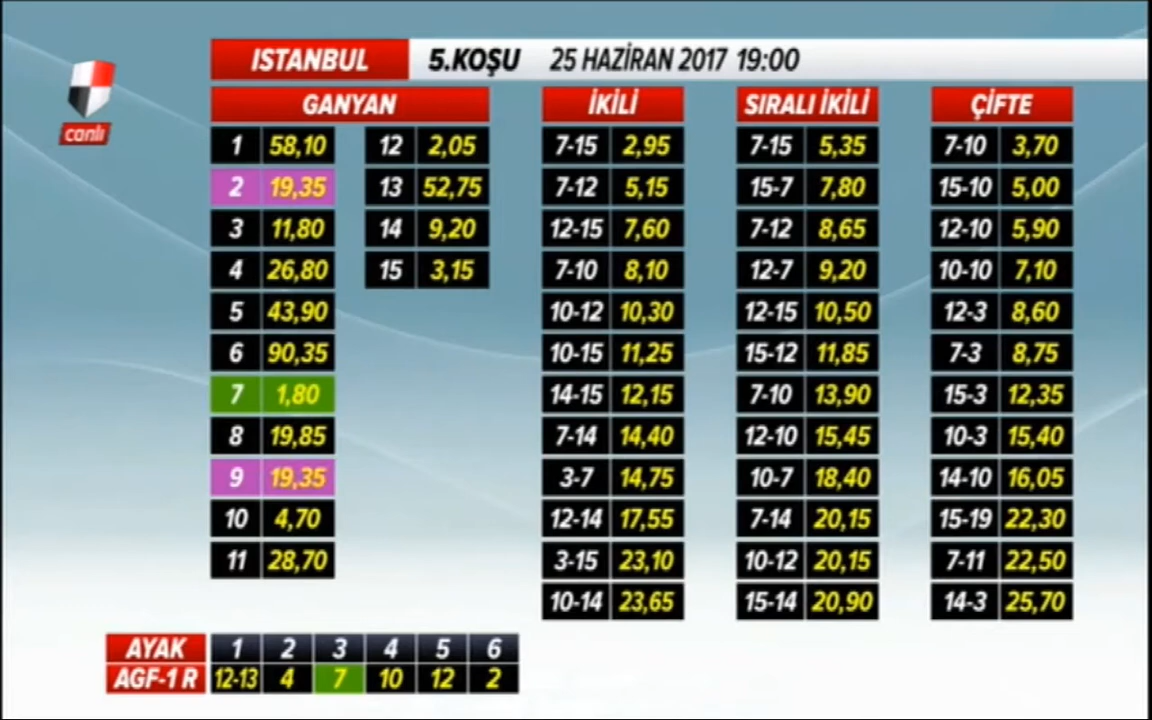 ISTANBUL 5.KOŞU 25 HAZİRAN 2017 19:00
canlı
GANYAN İKİLİ SIRALI İKİLİ ÇİFTE
1 58,10 12 2,05 7-15 2,95 7-15 5,35 7-10 3,70
2 19,35 13 52,75 7-12 5,15 15-7 7,80 15-10 5,00
3 11,80 14 9,20 12-15 7,60 7-12 8,65 12-10 5,90
4 26,80 15 3,15 7-10 8,10 12-7 9,20 10-10 7,10
5 43,90 10-12 10,30 12-15 10,50 12-3 8,60
6 90,35 10-15 11,25 15-12 11,85 7-3 8,75
7 1,80 14-15 12,15 7-10 13,90 15-3 12,35
8 19,85 7-14 14,40 12-10 15,45 10-3 15,40
9 19,35 3-7 14,75 10-7 18,40 14-10 16,05
10 4,70 12-14 17,55 7-14 20,15 15-19 22,30
11 28,70 3-15 23,10 10-12 20,15 7-11 22,50
10-14 23,65 15-14 20,90 14-3 25,70
AYAK 1 2 3 4 5 6
AGF-1 R 12-13 4 7 10 12 2